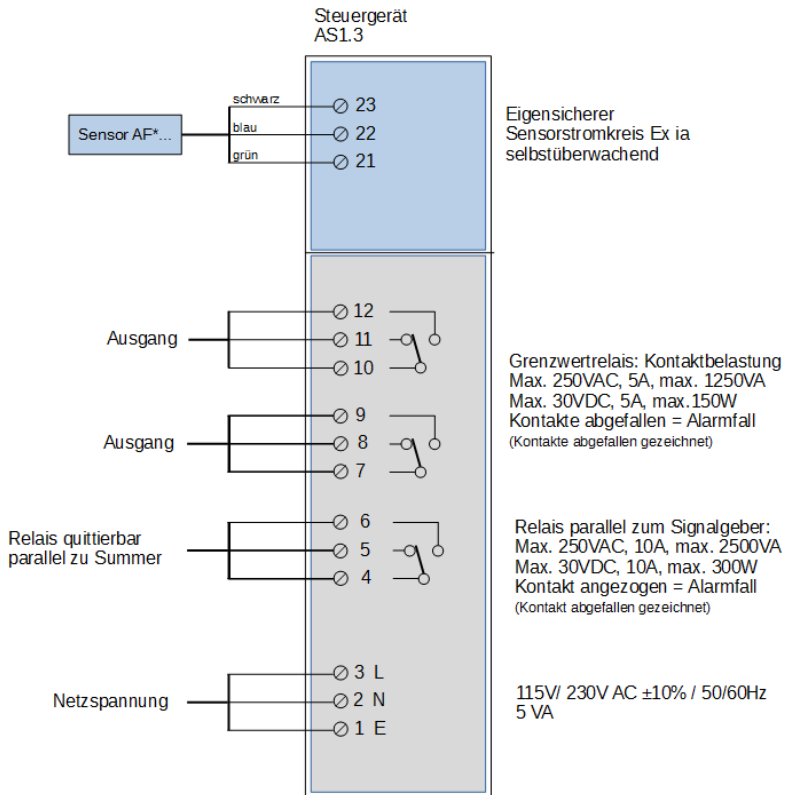 Steuergerät
AS1.3
schwarz
23
Sensor AF*...
blau
22
grün
21
Eigensicherer
Sensorstromkreis Ex ia
selbstüberwachend
12
Ausgang
11
10
Grenzwertrelais: Kontaktbelastung
Max. 250VAC, 5A, max. 1250VA
Max. 30VDC, 5A, max.150W
Kontakte abgefallen = Alarmfall
(Kontakte abgefallen gezeichnet)
9
Ausgang
8
7
6
Relais quittierbar
parallel zu Summer
5
4
Relais parallel zum Signalgeber:
Max. 250VAC, 10A, max. 2500VA
Max. 30VDC, 10A, max. 300W
Kontakt angezogen = Alarmfall
(Kontakt abgefallen gezeichnet)
3 L
Netzspannung
2 N
1 E
115V/ 230V AC ±10% / 50/60Hz
5 VA